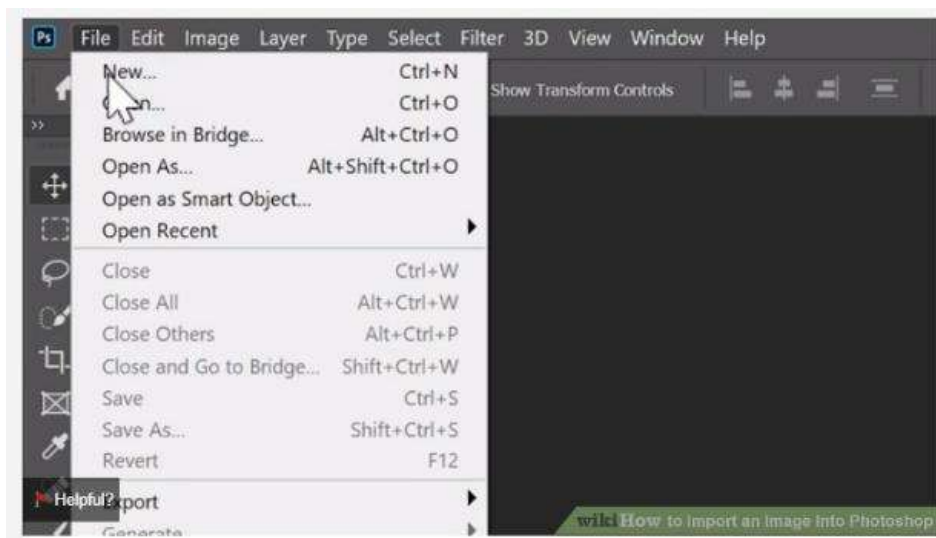 Ps File Edit Image Layer Type Select Filter 3D View Window Help
New... Ctrl+N
Ctrl+O
Show Transform Controls
Browse in Bridge... Alt+Ctrl+O
Open As... Alt+Shift+Ctrl+O
Open as Smart Object...
Open Recent
Close Ctrl+W
Close All Alt+Ctrl+W
Close Others Alt+Ctrl+P
Close and Go to Bridge... Shift+Ctrl+W
Save Ctrl+S
Save As... Shift+Ctrl+S
Revert F12
Helpful?
Export
Generate
wikiHow to Import an Image Into Photoshop